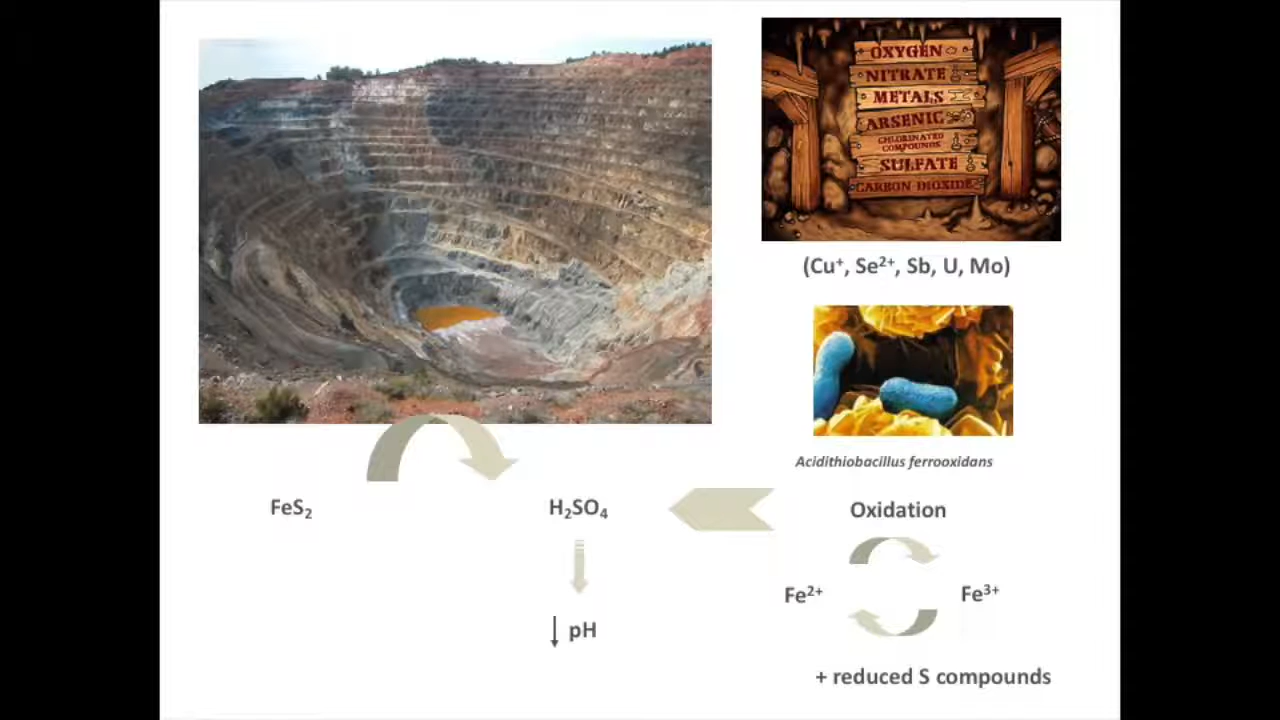 OXYGEN
NITRATE
METALS
ARSENIC
CHLORINATED
COMPOUNDS
SULFATE
CARBON DIOXIDE
(Cu⁺, Se²⁺, Sb, U, Mo)
Acidithiobacillus ferrooxidans
FeS₂
H₂SO₄
Oxidation
Fe²⁺
Fe³⁺
↓ pH
+ reduced S compounds